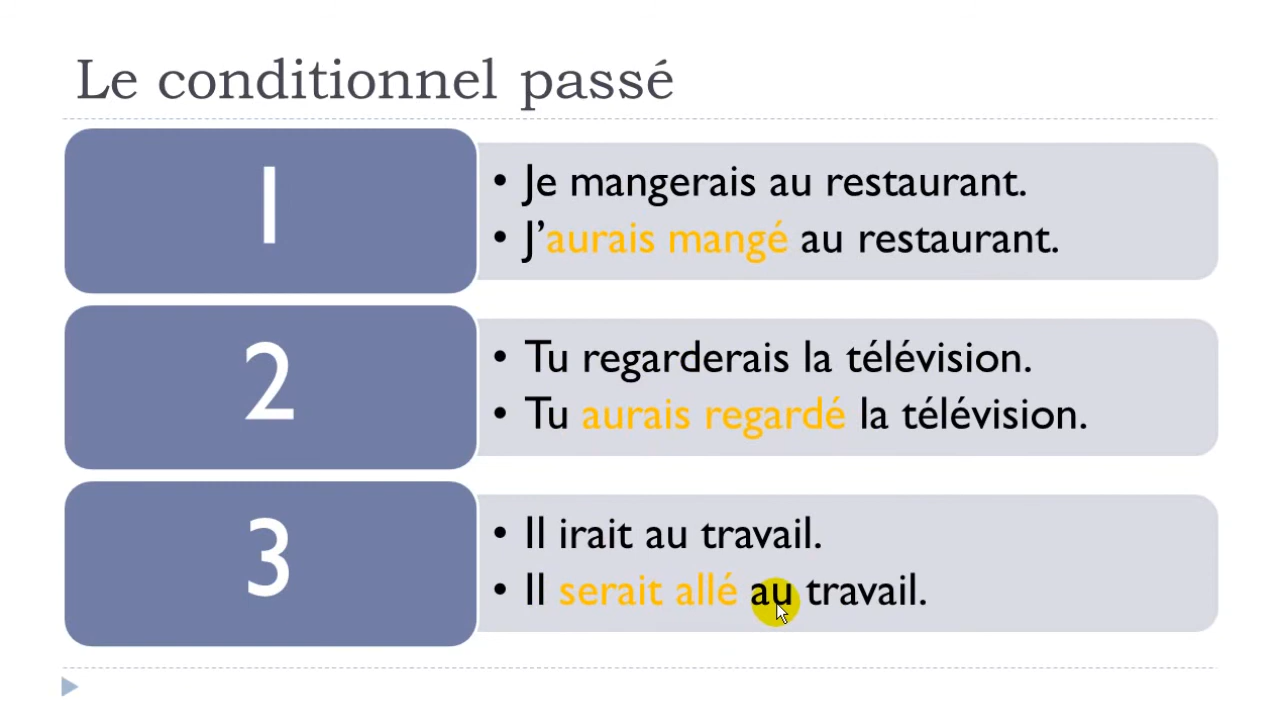 Le conditionnel passé
1
• Je mangerais au restaurant.
• J’aurais mangé au restaurant.
2
• Tu regarderais la télévision.
• Tu aurais regardé la télévision.
3
• Il irait au travail.
• Il serait allé au travail.